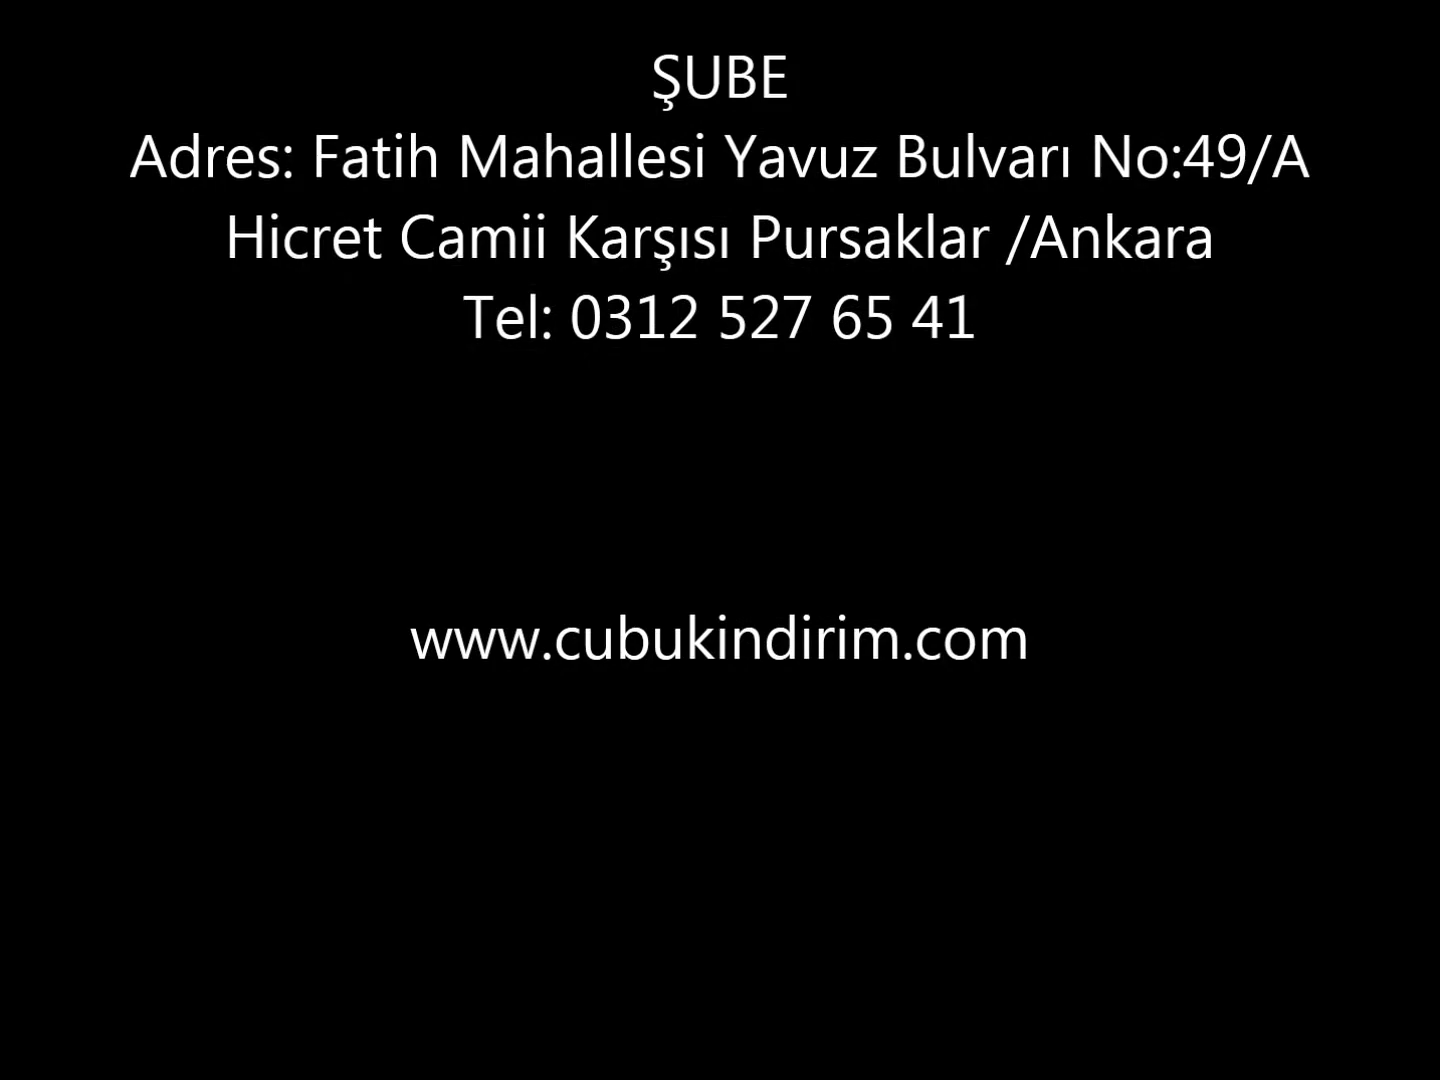 ŞUBE
Adres: Fatih Mahallesi Yavuz Bulvarı No:49/A
Hicret Camii Karşısı Pursaklar /Ankara
Tel: 0312 527 65 41
www.cubukindirim.com